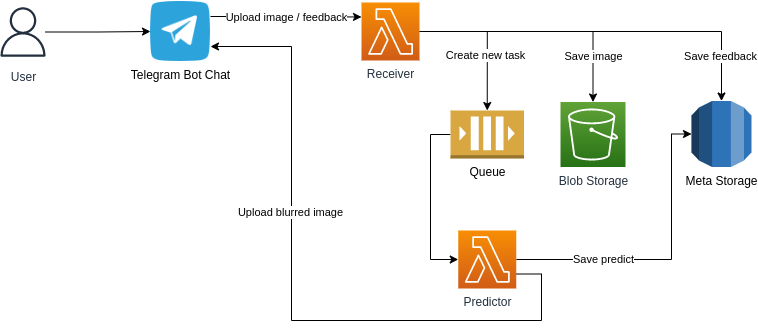 Upload image / feedback
User
Telegram Bot Chat
Receiver
Create new task
Save image
Save feedback
Queue
Blob Storage
Meta Storage
Upload blurred image
Save predict
Predictor